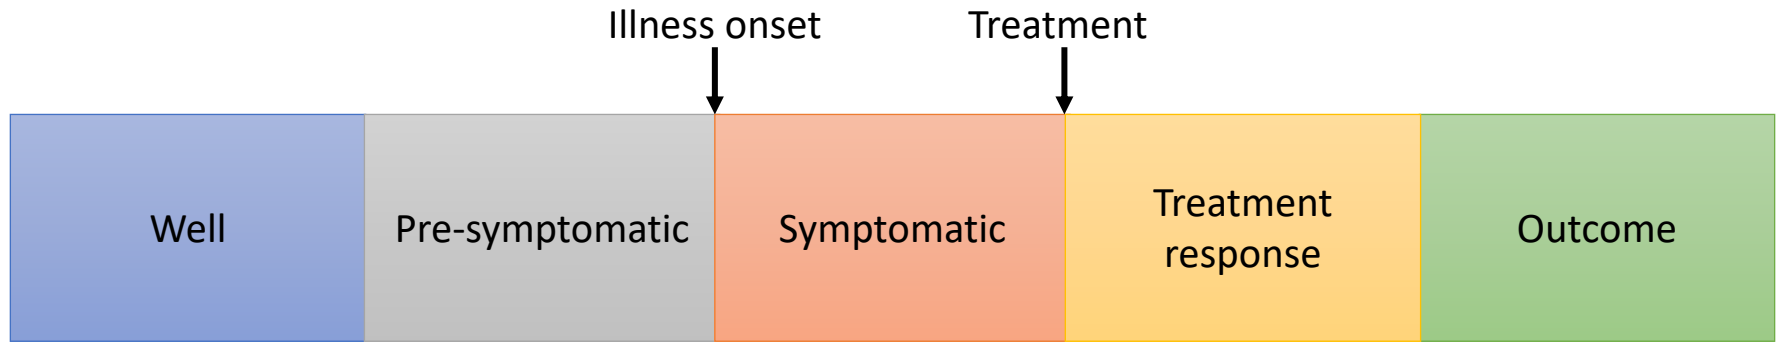 Illness onset
Treatment
Well
Pre-symptomatic
Symptomatic
Treatment
response
Outcome